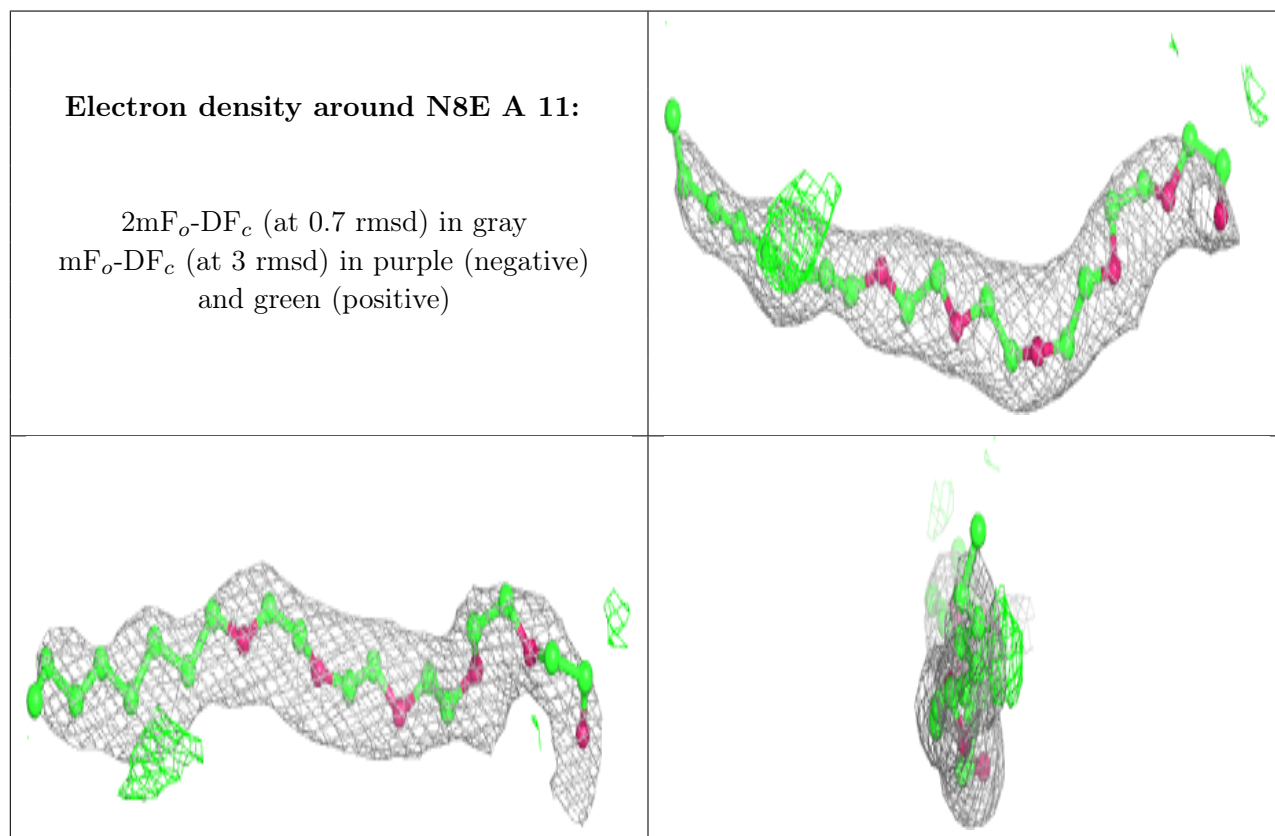 Electron density around N8E A 11:
2mFo-DFc (at 0.7 rmsd) in gray
mFo-DFc (at 3 rmsd) in purple (negative)
and green (positive)